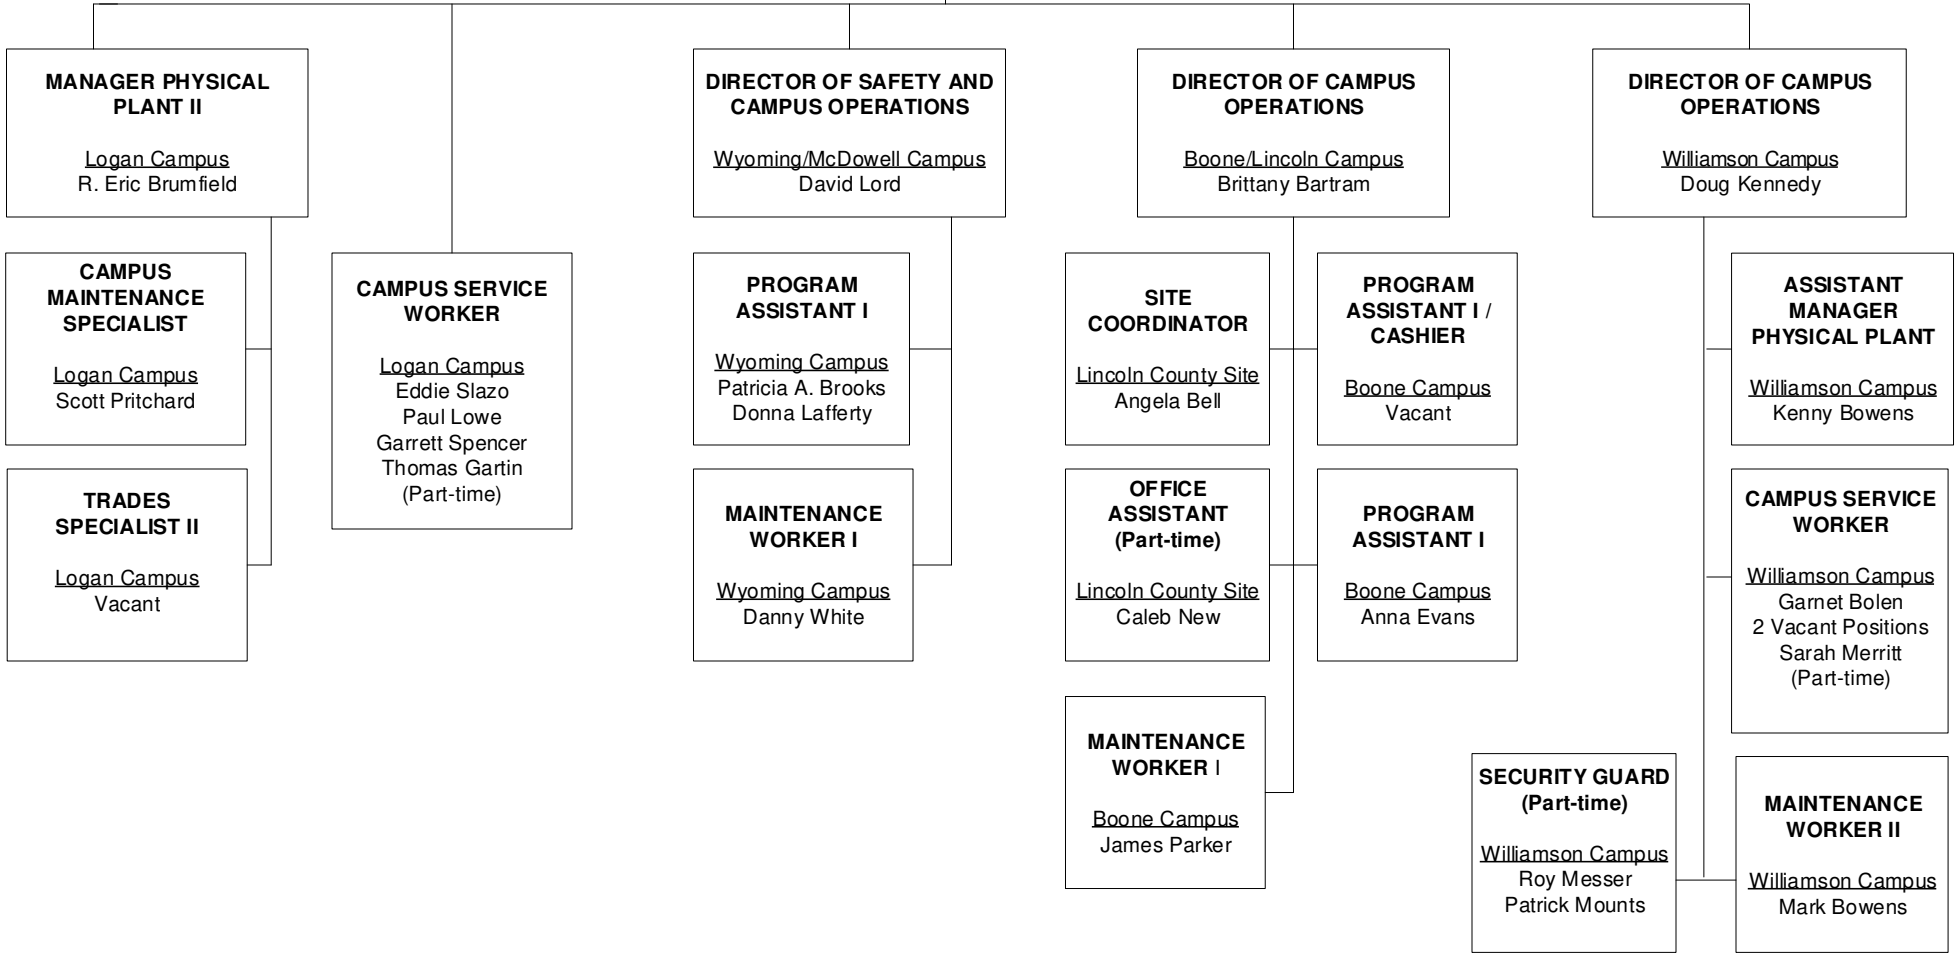 MANAGER PHYSICAL
PLANT II
Logan Campus
R. Eric Brumfield
DIRECTOR OF SAFETY AND
CAMPUS OPERATIONS
Wyoming/McDowell Campus
David Lord
DIRECTOR OF CAMPUS
OPERATIONS
Boone/Lincoln Campus
Brittany Bartram
DIRECTOR OF CAMPUS
OPERATIONS
Williamson Campus
Doug Kennedy
CAMPUS
MAINTENANCE
SPECIALIST
Logan Campus
Scott Pritchard
CAMPUS SERVICE
WORKER
Logan Campus
Eddie Slazo
Paul Lowe
Garrett Spencer
Thomas Gartin
(Part-time)
PROGRAM
ASSISTANT I
Wyoming Campus
Patricia A. Brooks
Donna Lafferty
SITE
COORDINATOR
Lincoln County Site
Angela Bell
PROGRAM
ASSISTANT I /
CASHIER
Boone Campus
Vacant
ASSISTANT
MANAGER
PHYSICAL PLANT
Williamson Campus
Kenny Bowens
TRADES
SPECIALIST II
Logan Campus
Vacant
MAINTENANCE
WORKER I
Wyoming Campus
Danny White
OFFICE
ASSISTANT
(Part-time)
Lincoln County Site
Caleb New
PROGRAM
ASSISTANT I
Boone Campus
Anna Evans
CAMPUS SERVICE
WORKER
Williamson Campus
Garnet Bolen
2 Vacant Positions
Sarah Merritt
(Part-time)
MAINTENANCE
WORKER I
Boone Campus
James Parker
SECURITY GUARD
(Part-time)
Williamson Campus
Roy Messer
Patrick Mounts
MAINTENANCE
WORKER II
Williamson Campus
Mark Bowens